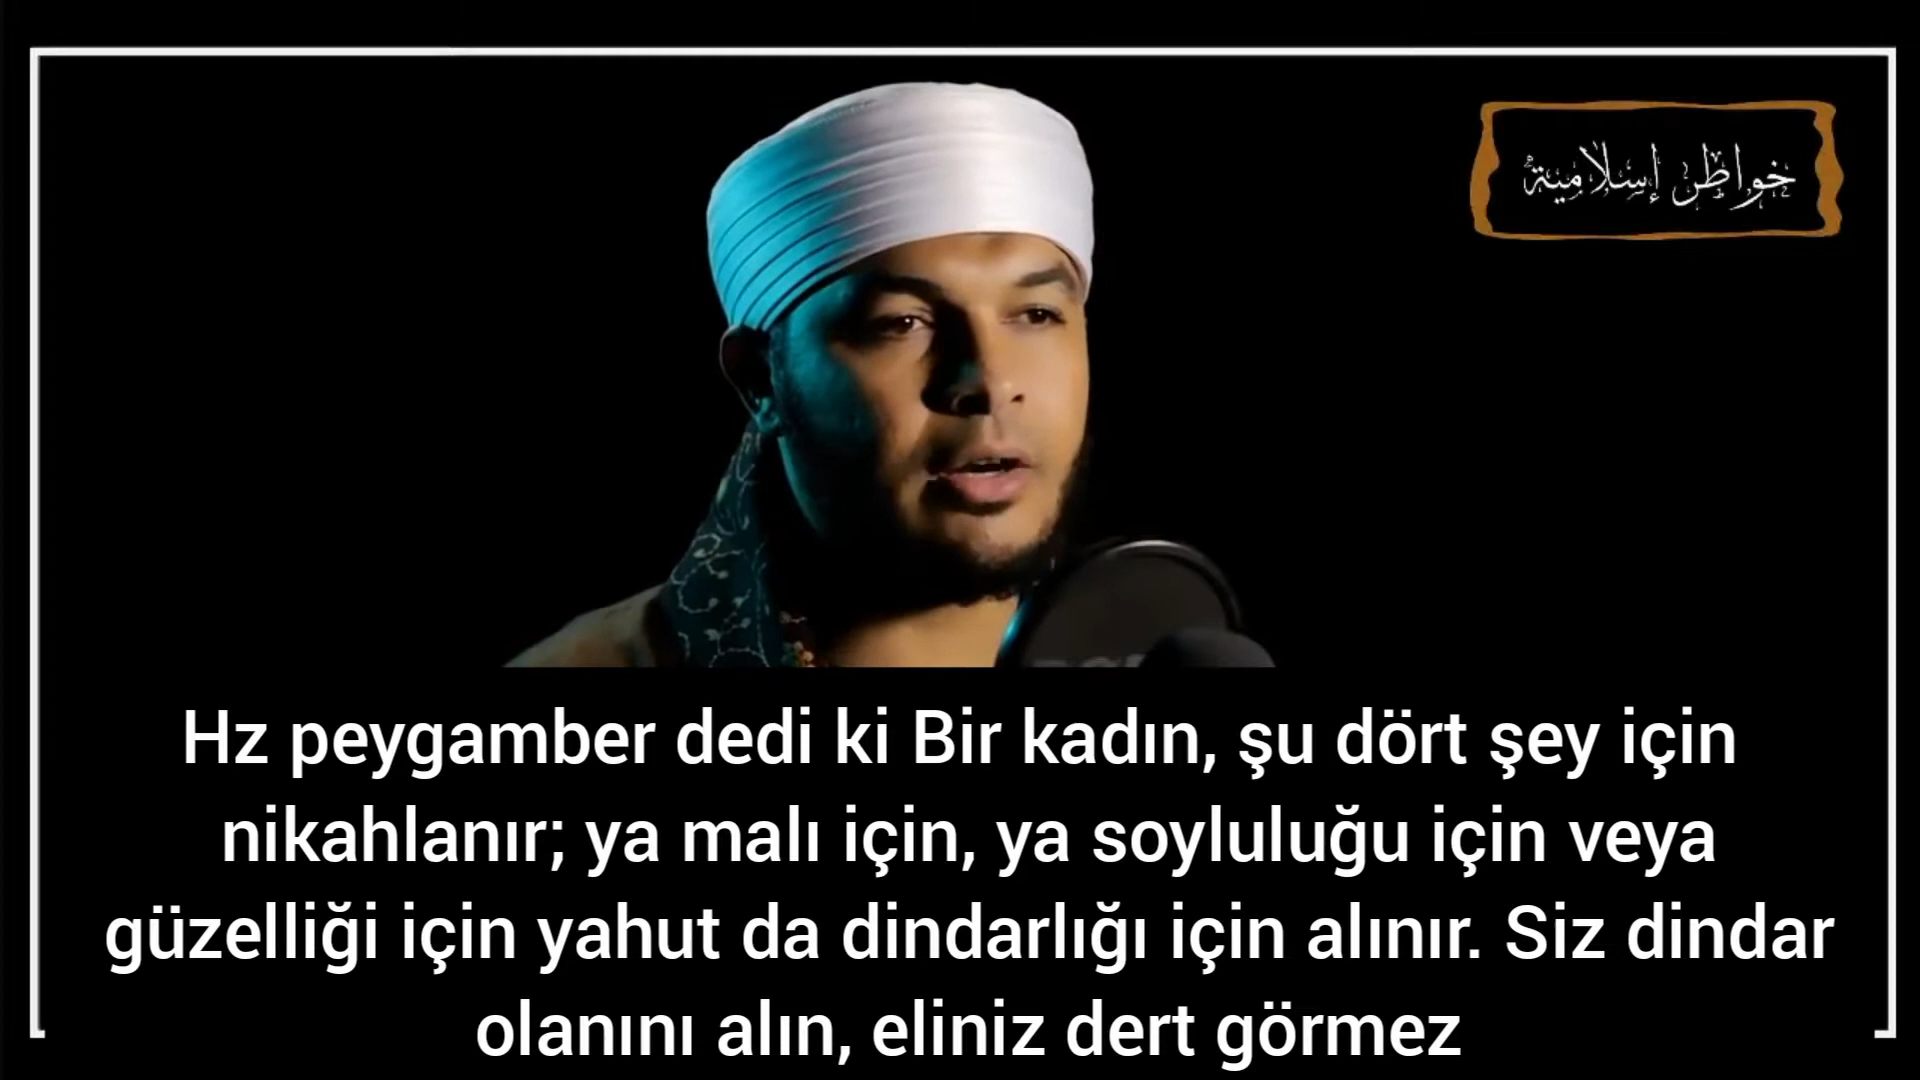 خواطر إسلامية
Hz peygamber dedi ki Bir kadın, şu dört şey için
nikahlanır; ya malı için, ya soyluluğu için veya
güzelliği için yahut da dindarlığı için alınır. Siz dindar
olanını alın, eliniz dert görmez